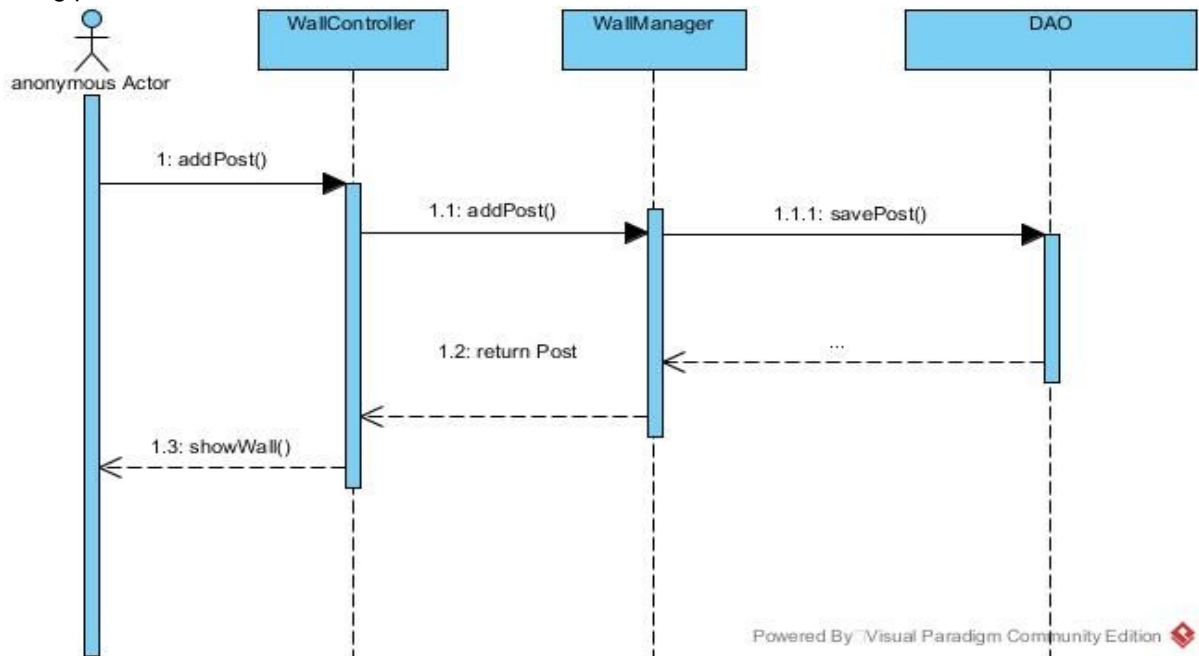 WallController
WallManager
DAO
anonymous Actor
1: addPost()
1.1: addPost()
1.1.1: savePost()
...
1.2: return Post
1.3: showWall()
Powered By Visual Paradigm Community Edition